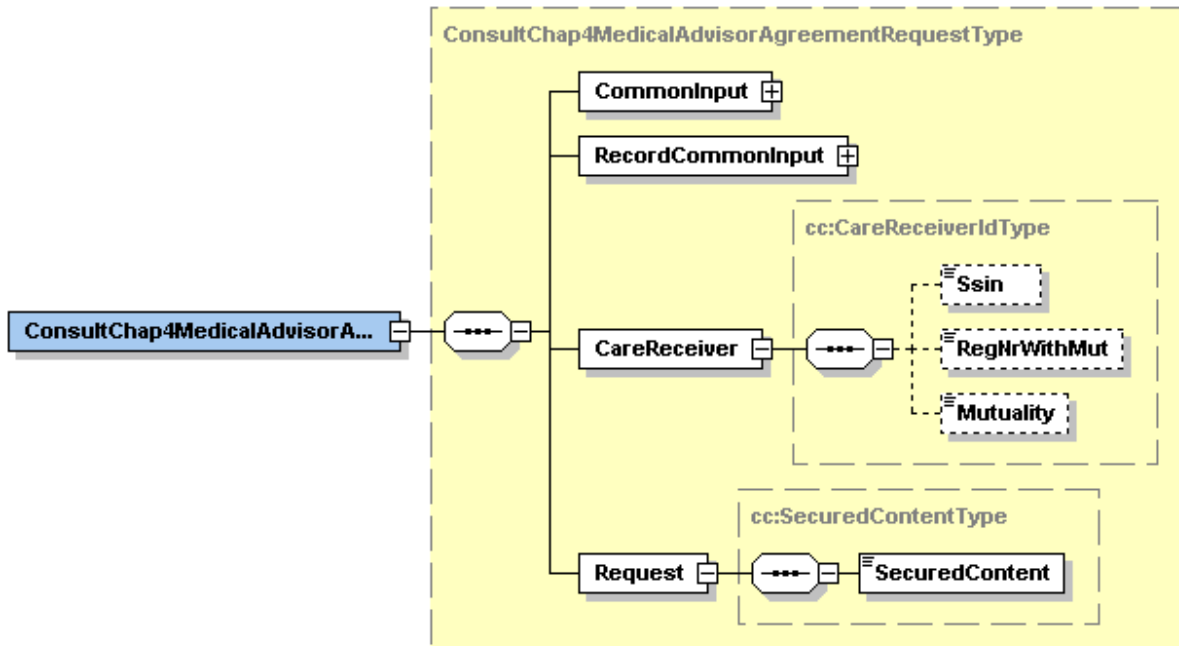 ConsultChap4MedicalAdvisorAgreementRequestType
CommonInput
RecordCommonInput
cc:CareReceiverIdType
Ssin
ConsultChap4MedicalAdvisorA...
CareReceiver
RegNrWithMut
Mutuality
cc:SecuredContentType
Request
SecuredContent